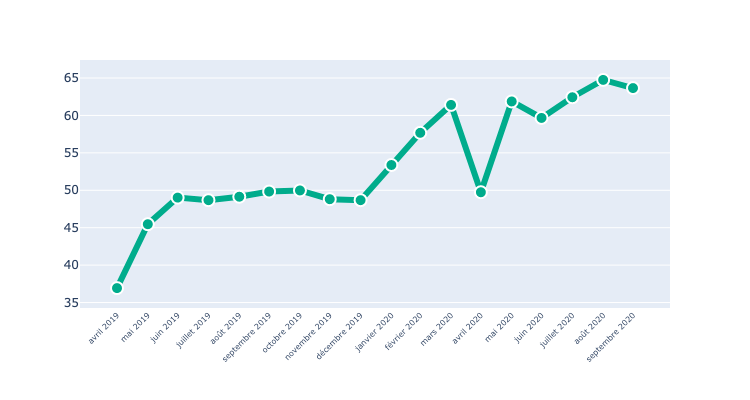 65
60
55
50
45
40
35
avril 2019
mai 2019
juin 2019
juillet 2019
août 2019
septembre 2019
octobre 2019
novembre 2019
décembre 2019
janvier 2020
février 2020
mars 2020
avril 2020
mai 2020
juin 2020
juillet 2020
août 2020
septembre 2020